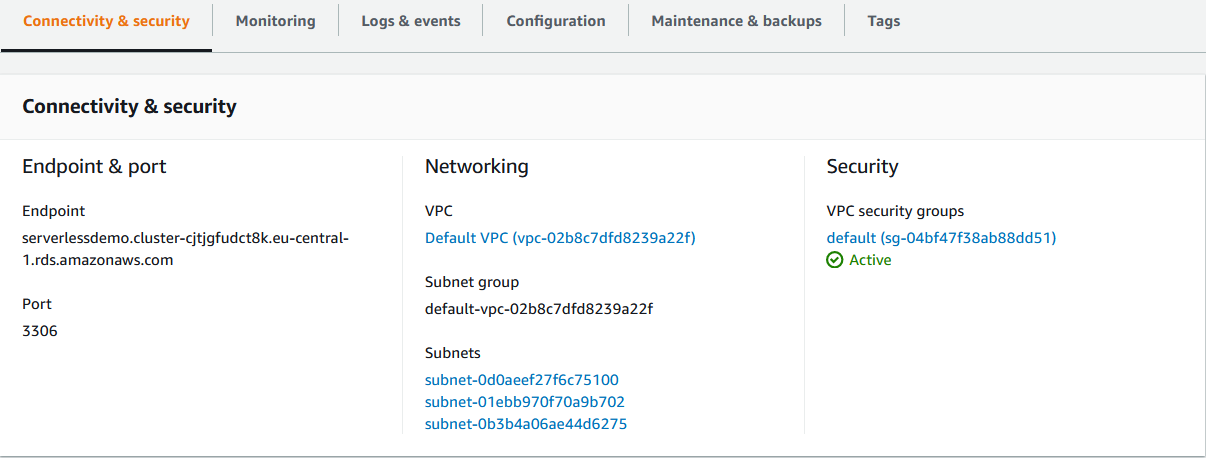 Connectivity & security
Monitoring
Logs & events
Configuration
Maintenance & backups
Tags
Connectivity & security
Endpoint & port
Endpoint
serverlessdemo.cluster-cjtjgfudct8k.eu-central-
1.rds.amazonaws.com
Port
3306
Networking
VPC
Default VPC (vpc-02b8c7dfd8239a22f)
Subnet group
default-vpc-02b8c7dfd8239a22f
Subnets
subnet-0d0aeef27f6c75100
subnet-01ebb970f70a9b702
subnet-0b3b4a06ae44d6275
Security
VPC security groups
default (sg-04bf47f38ab88dd51)
Active